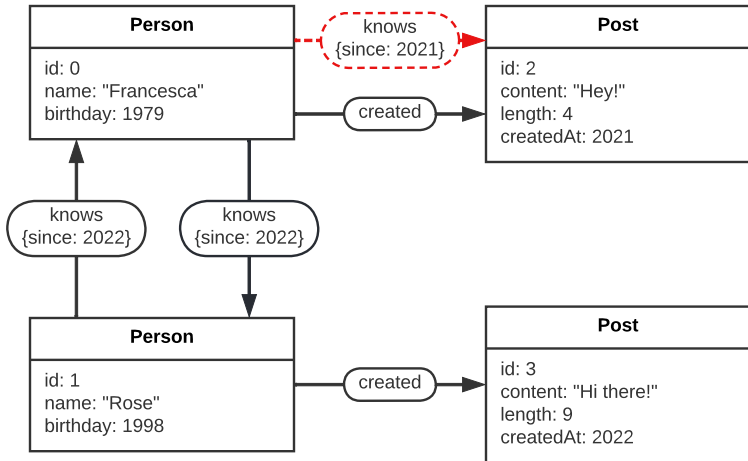 Person
id: 0
name: "Francesca"
birthday: 1979
knows
{since: 2021}
created
Post
id: 2
content: "Hey!"
length: 4
createdAt: 2021
knows
{since: 2022}
knows
{since: 2022}
Person
id: 1
name: "Rose"
birthday: 1998
created
Post
id: 3
content: "Hi there!"
length: 9
createdAt: 2022